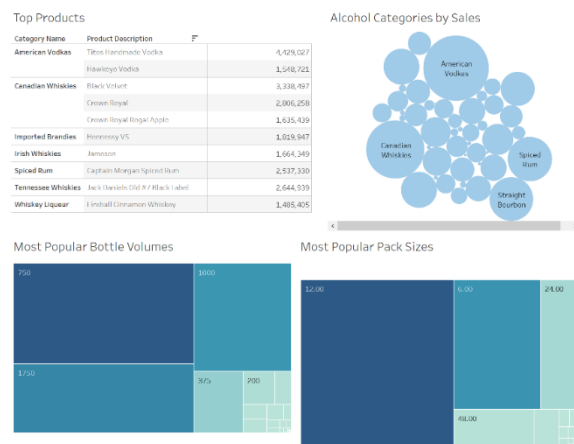 Top Products
Category Name Product Description
American Vodkas Titos Handmade Vodka 4,429,027
Hawkeye Vodka 1,548,721
Canadian Whiskies Black Velvet 3,338,497
Crown Royal 2,806,258
Crown Royal Regal Apple 1,635,439
Imported Brandies Hennessy VS 1,819,947
Irish Whiskies Jameson 1,664,349
Spiced Rum Captain Morgan Spiced Rum 2,537,330
Tennessee Whiskies Jack Daniels Old #7 Black Label 2,644,939
Whiskey Liqueur Fireball Cinnamon Whiskey 1,485,405
Alcohol Categories by Sales
American
Vodkas
Canadian
Whiskies
Spiced
Rum
Straight
Bourbon
Most Popular Bottle Volumes
750
1000
1750
375
200
Most Popular Pack Sizes
12.00
6.00
24.00
48.00